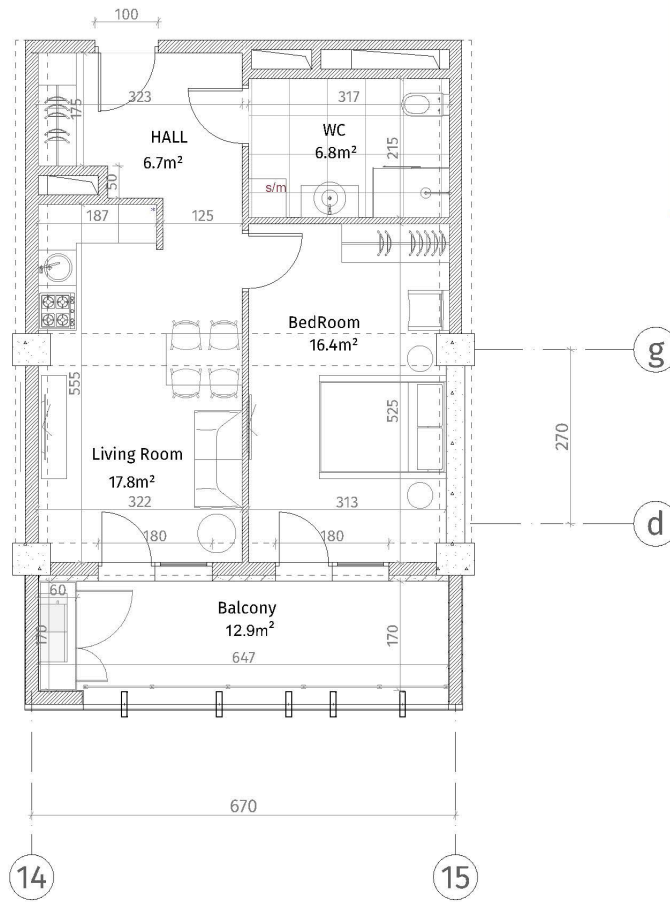 100
323
317
175
HALL
6.7m²
WC
6.8m²
215
50
s/m
187
125
BedRoom
16.4m²
g
555
525
270
Living Room
17.8m²
322
313
d
180
180
60
Balcony
12.9m²
170
170
647
670
14
15